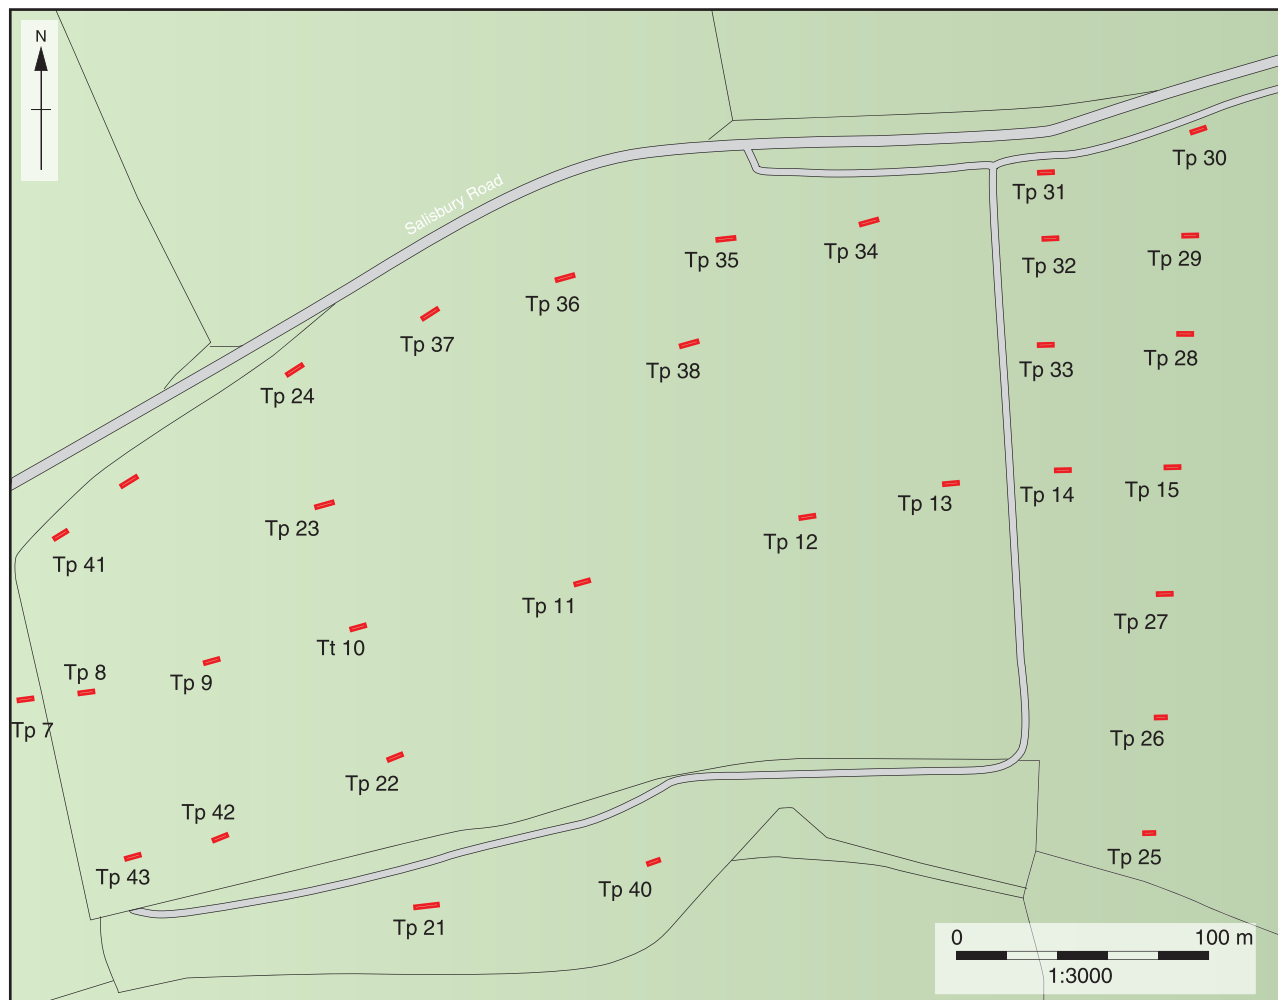 N
Tp 30
Tp 31
Salisbury Road
Tp 34
Tp 35
Tp 32
Tp 29
Tp 36
Tp 37
Tp 28
Tp 38
Tp 33
Tp 24
Tp 15
Tp 14
Tp 13
Tp 23
Tp 12
Tp 41
Tp 11
Tp 27
Tt 10
Tp 8
Tp 9
Tp 7
Tp 26
Tp 22
Tp 42
Tp 25
Tp 43
Tp 40
Tp 21
0 100 m
1:3000